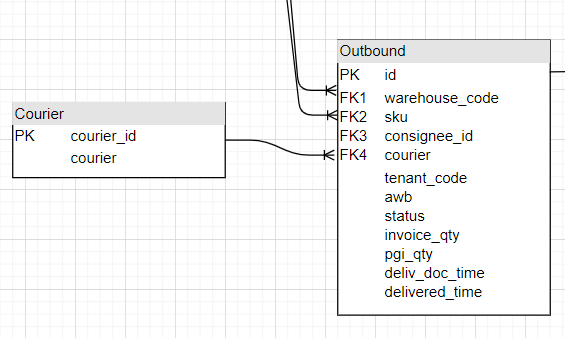 Courier
PK courier_id
courier
Outbound
PK id
FK1 warehouse_code
FK2 sku
FK3 consignee_id
FK4 courier
tenant_code
awb
status
invoice_qty
pgi_qty
deliv_doc_time
delivered_time